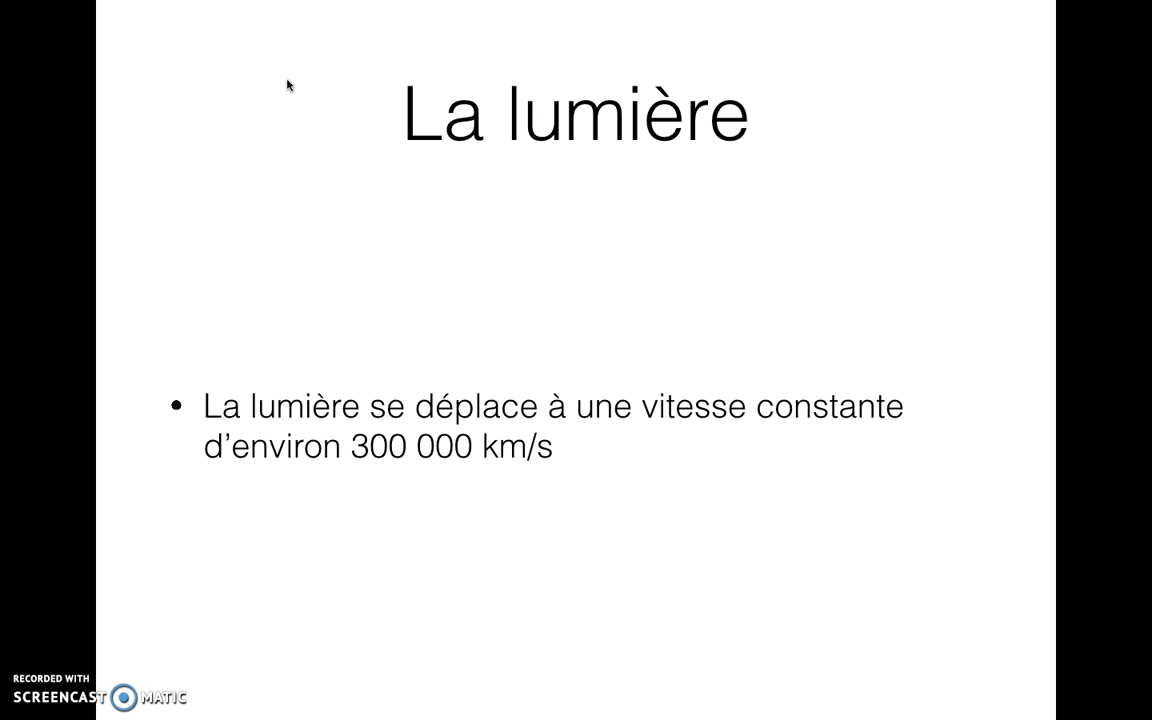 La lumière
• La lumière se déplace à une vitesse constante
d’environ 300 000 km/s
RECORDED WITH
SCREENCAST MATIC